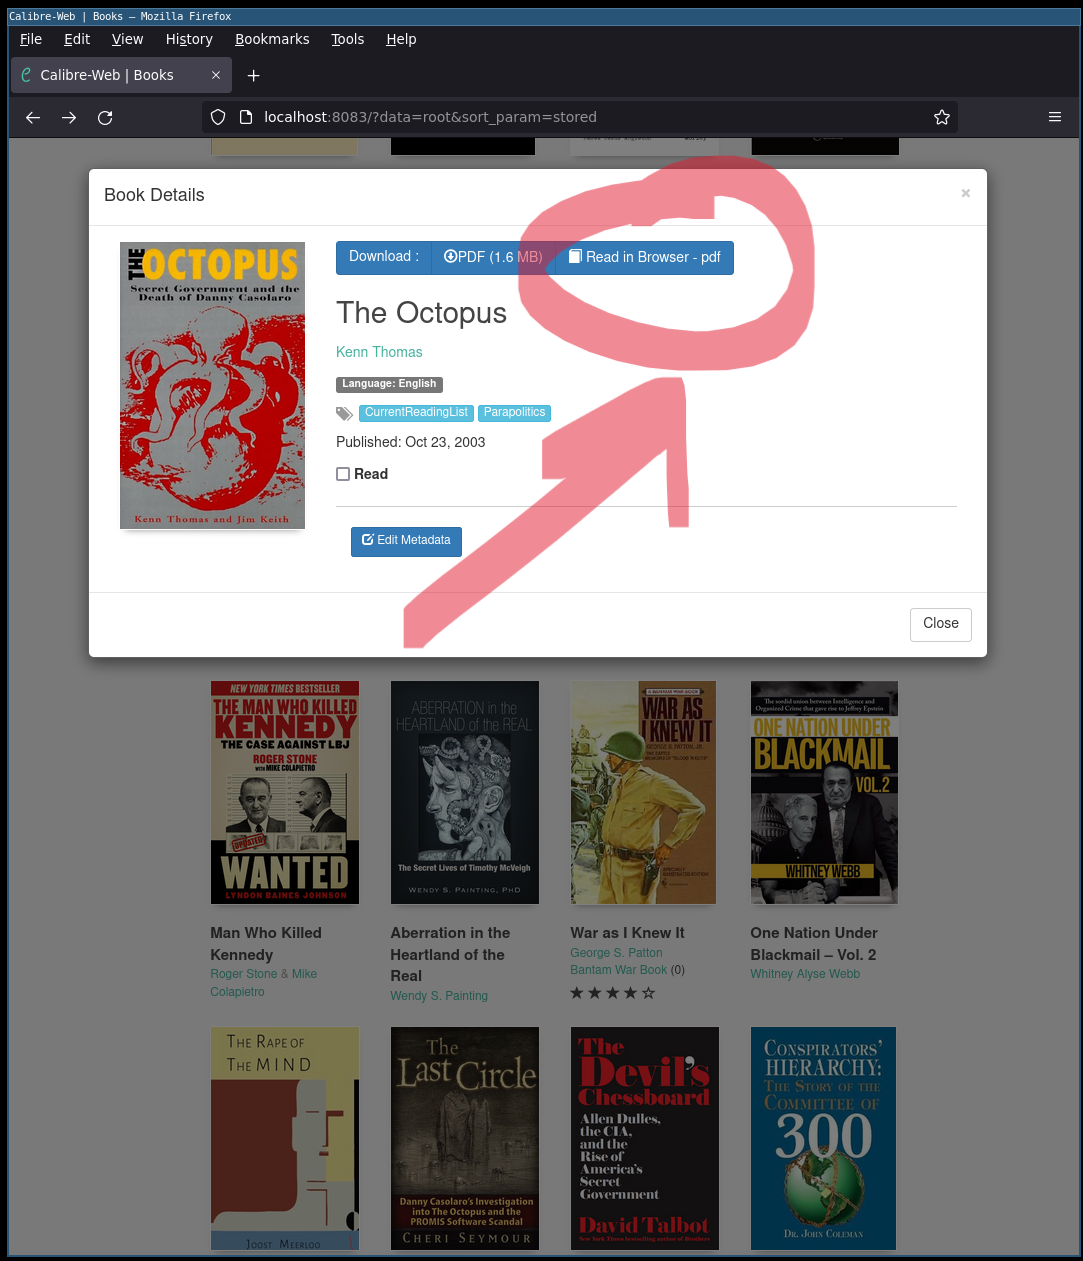 Calibre-Web | Books — Mozilla Firefox
File Edit View History Bookmarks Tools Help
Calibre-Web | Books
localhost:8083/?data=root&sort_param=stored
Book Details
×
THE OCTOPUS
Secret Government and the
Death of Danny Casolaro
Kenn Thomas and Jim Keith
Download : PDF (1.6 MB) Read in Browser - pdf
The Octopus
Kenn Thomas
Language: English
CurrentReadingList Parapolitics
Published: Oct 23, 2003
Read
Edit Metadata
Close
NEW YORK TIMES BESTSELLER
THE MAN WHO KILLED
KENNEDY
THE CASE AGAINST LBJ
ROGER STONE
WITH MIKE COLAPIETRO
UPDATED
WANTED
LYNDON BAINES JOHNSON
ABERRATION in the
HEARTLAND OF THE REAL
The Secret Lives of Timothy McVeigh
WENDY S. PAINTING, PHD
WAR AS
I KNEW IT
GEORGE S. PATTON, JR.
The sordid union between Intelligence and
Organized Crime that gave rise to Jeffrey Epstein
ONE NATION UNDER
BLACKMAIL
VOL.2
WHITNEY WEBB
Man Who Killed
Kennedy
Roger Stone & Mike
Colapietro
Aberration in the
Heartland of the
Real
Wendy S. Painting
War as I Knew It
George S. Patton
Bantam War Book (0)
One Nation Under
Blackmail – Vol. 2
Whitney Alyse Webb
THE RAPE OF
THE MIND
JOOST MEERLOO
The
Last Circle
Danny Casolaro's Investigation
into The Octopus and the
PROMIS Software Scandal
CHERI SEYMOUR
The
Devil's
Chessboard
Allen Dulles,
the CIA,
and the
Rise of
America's
Secret
Government
David Talbot
New York Times bestselling author of Brothers
CONSPIRATORS'
HIERARCHY:
THE STORY OF THE
COMMITTEE OF
300
DR. JOHN COLEMAN